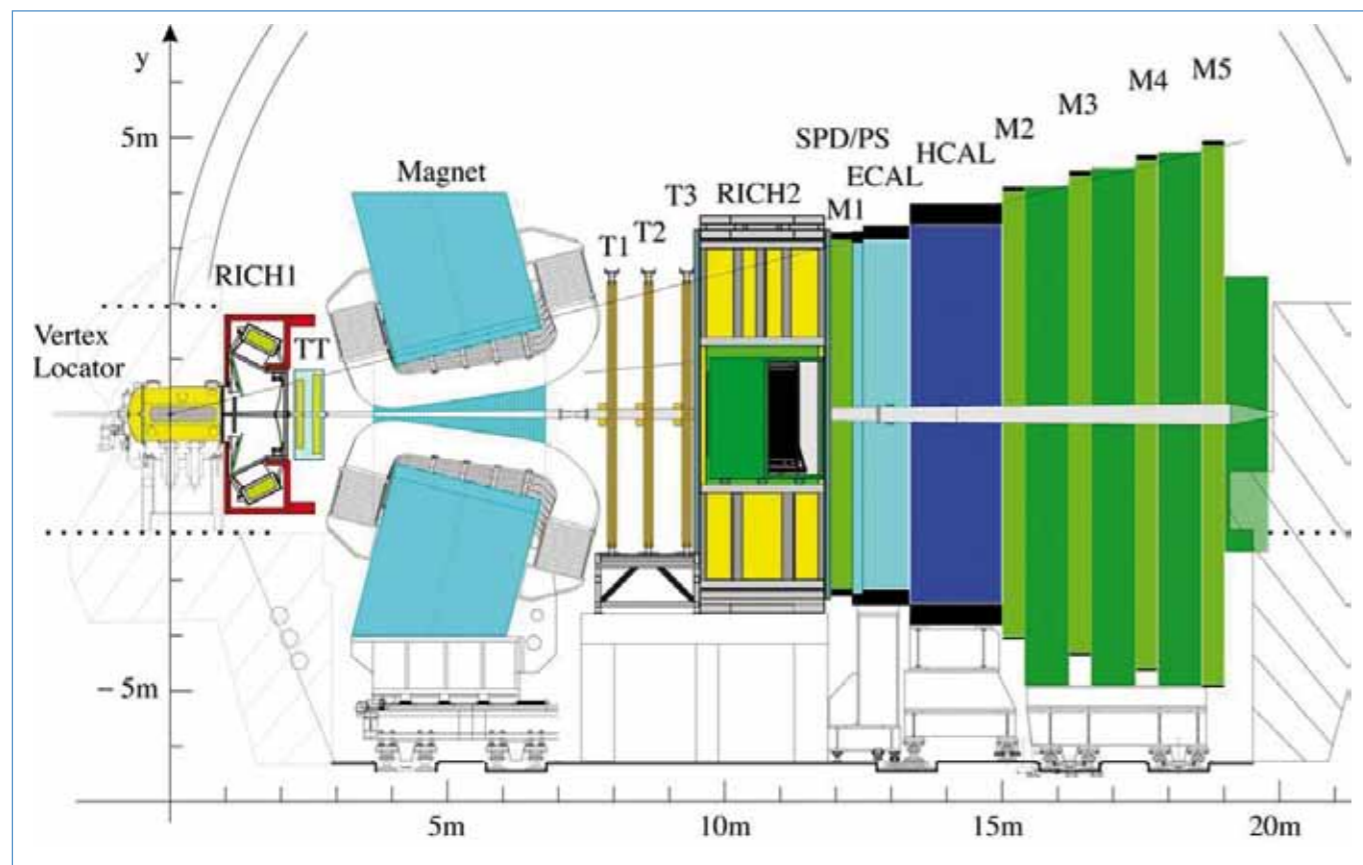 y
5m
Magnet
SPD/PS
ECAL
HCAL
M1
M2
M3
M4
M5
T1
T2
T3
RICH2
RICH1
TT
Vertex
Locator
− 5m
5m
10m
15m
20m